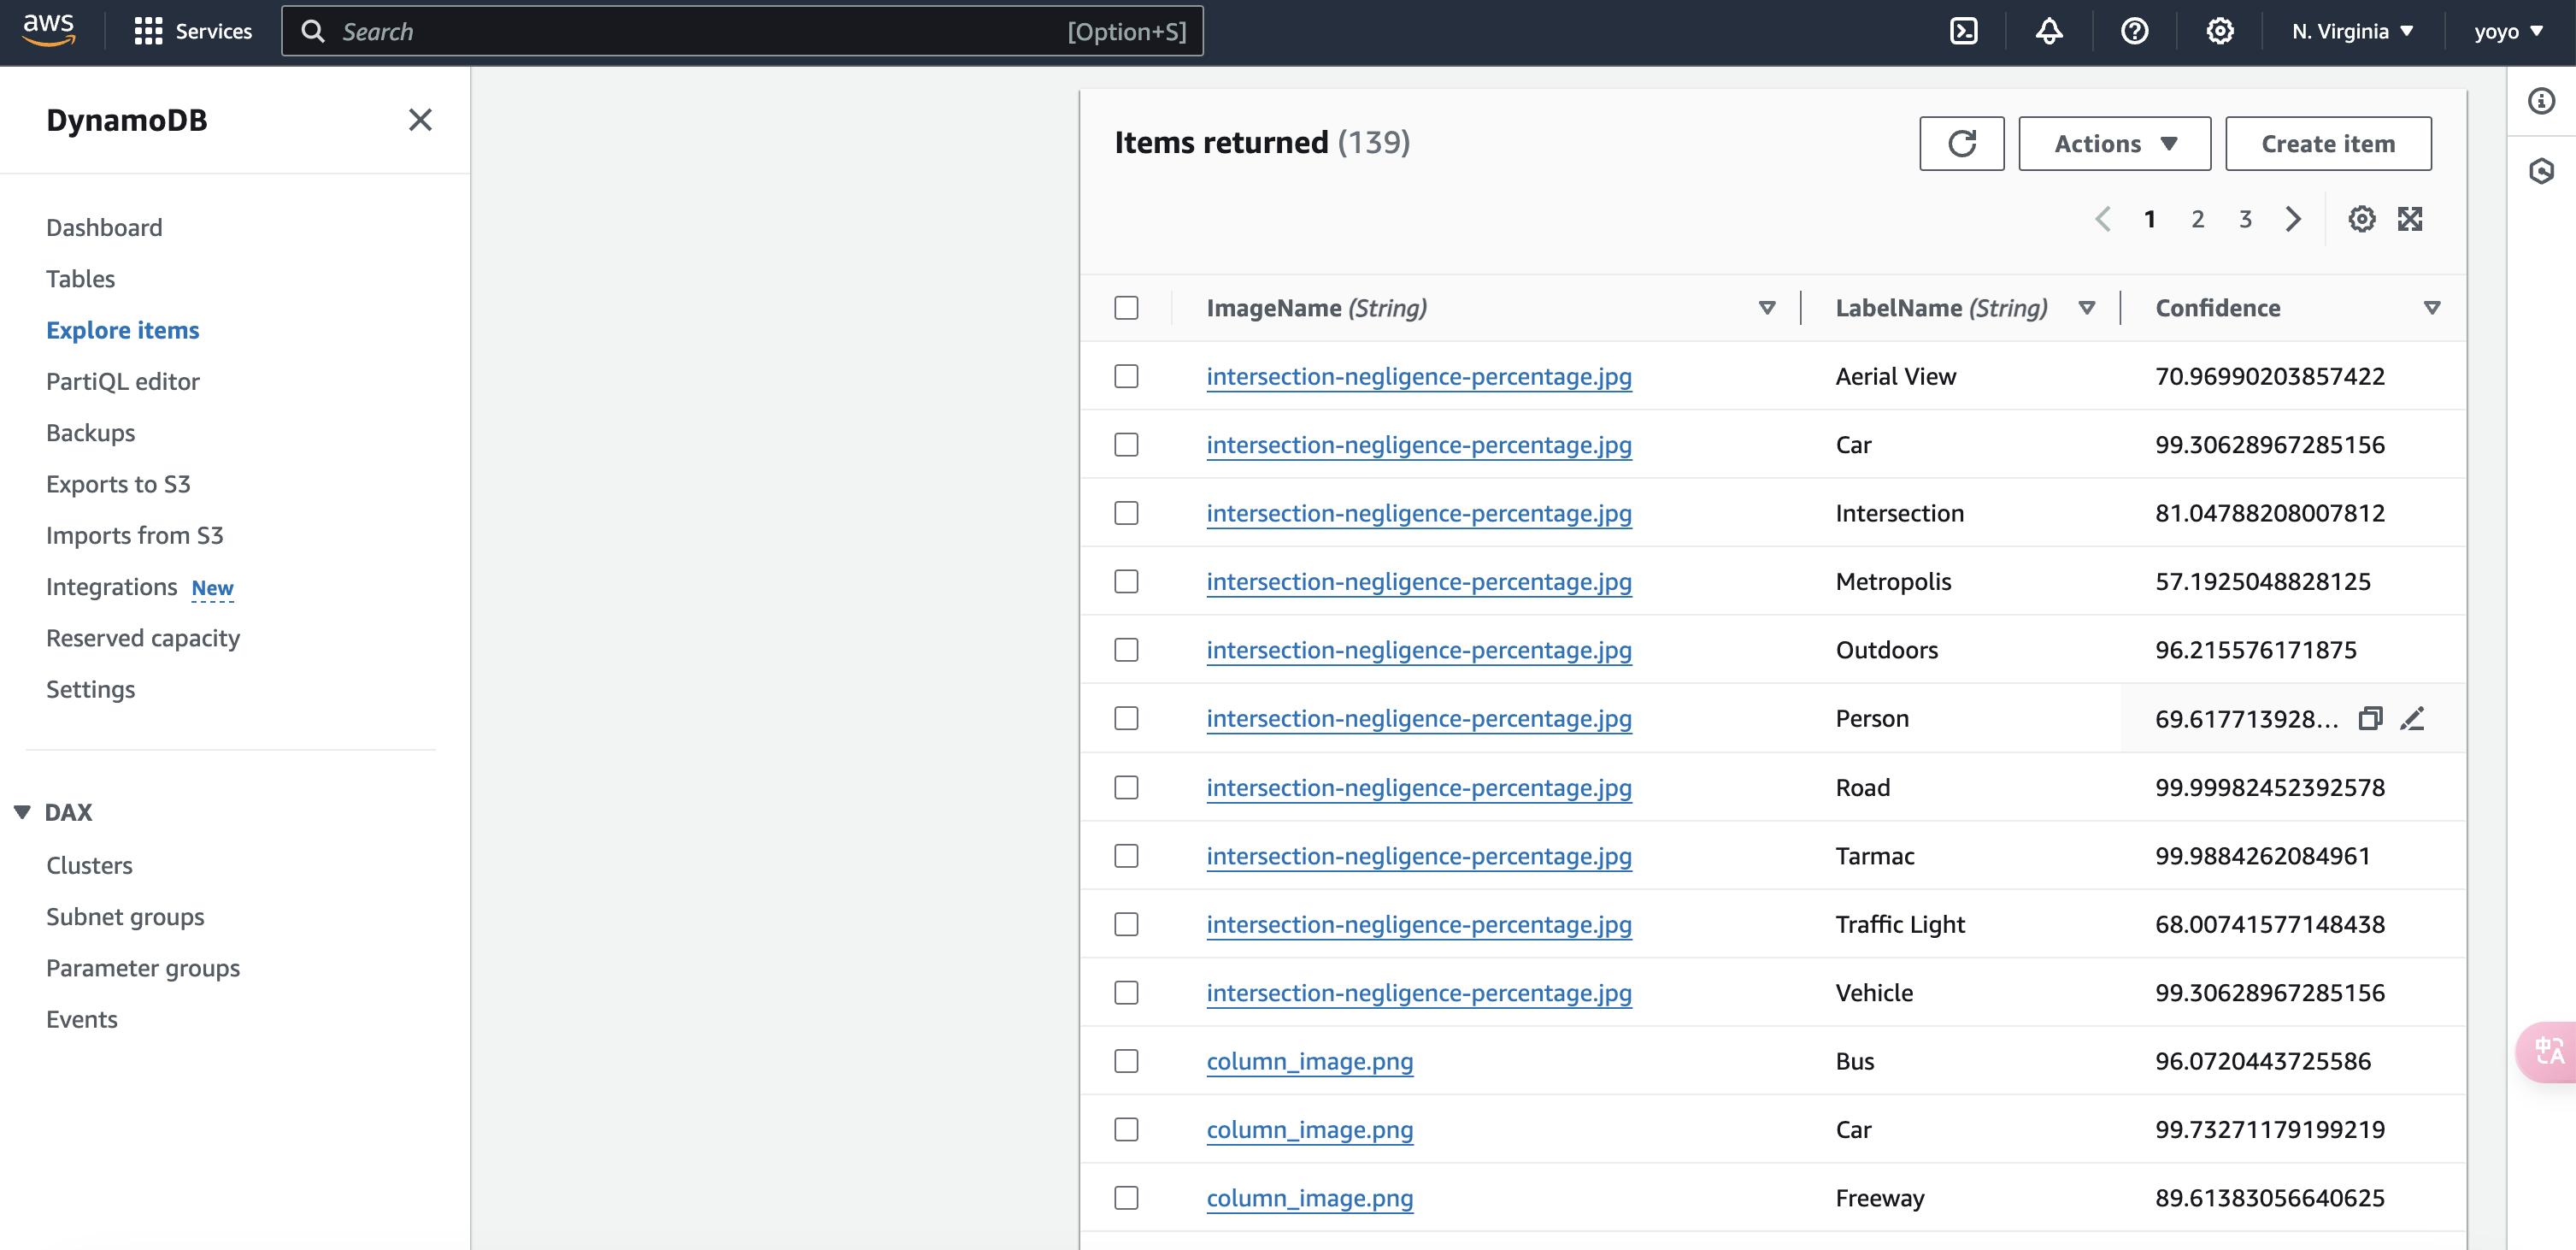 aws
Services
Search
[Option+S]
N. Virginia
yoyo
DynamoDB
Dashboard
Tables
Explore items
PartiQL editor
Backups
Exports to S3
Imports from S3
Integrations New
Reserved capacity
Settings
DAX
Clusters
Subnet groups
Parameter groups
Events
Items returned (139)
Actions
Create item
1 2 3
ImageName (String) LabelName (String) Confidence
intersection-negligence-percentage.jpg Aerial View 70.96990203857422
intersection-negligence-percentage.jpg Car 99.30628967285156
intersection-negligence-percentage.jpg Intersection 81.04788208007812
intersection-negligence-percentage.jpg Metropolis 57.1925048828125
intersection-negligence-percentage.jpg Outdoors 96.215576171875
intersection-negligence-percentage.jpg Person 69.617713928...
intersection-negligence-percentage.jpg Road 99.99982452392578
intersection-negligence-percentage.jpg Tarmac 99.9884262084961
intersection-negligence-percentage.jpg Traffic Light 68.00741577148438
intersection-negligence-percentage.jpg Vehicle 99.30628967285156
column_image.png Bus 96.0720443725586
column_image.png Car 99.73271179199219
column_image.png Freeway 89.61383056640625
中A